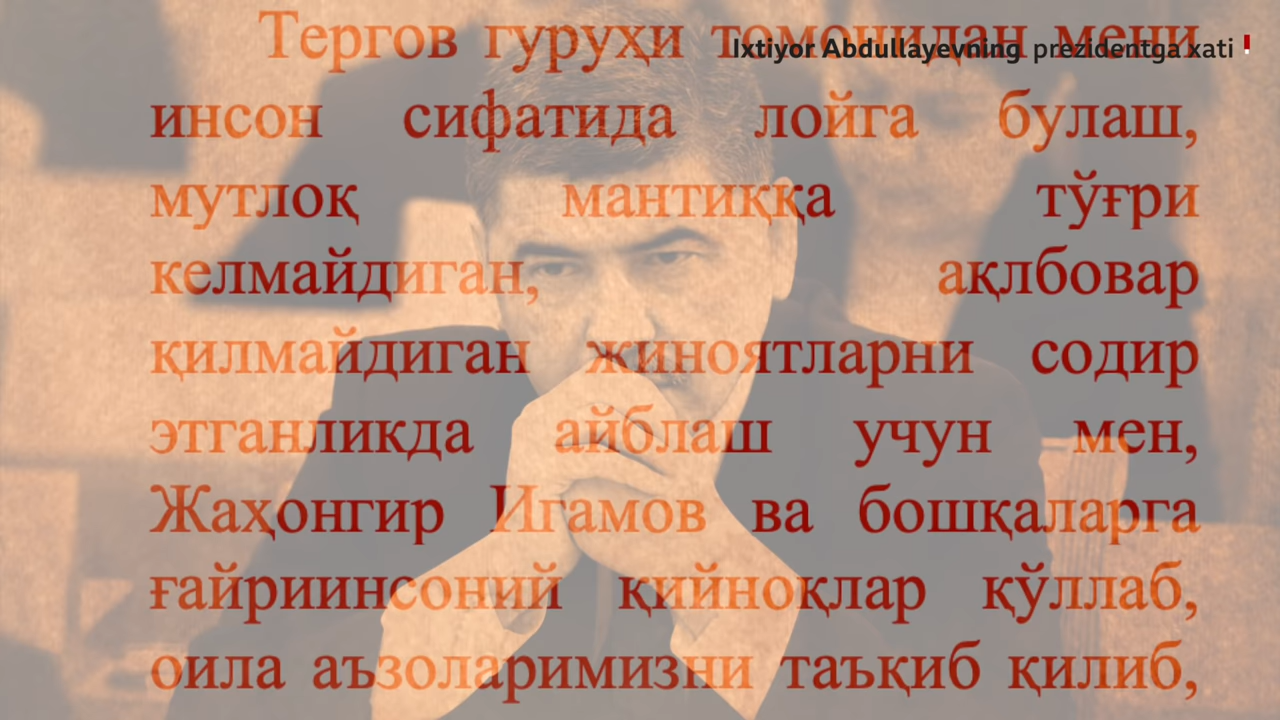 Ixtiyor Abdullayevning prezidentga xati
Тергов гуруҳи томонидан мени
инсон сифатида лойга булаш,
мутлоқ мантиққа тўғри
келмайдиган, ақлбовар
қилмайдиган жиноятларни содир
этганликда айблаш учун мен,
Жаҳонгир Игамов ва бошқаларга
ғайриинсоний қийноқлар қўллаб,
оила аъзоларимизни таъқиб қилиб,